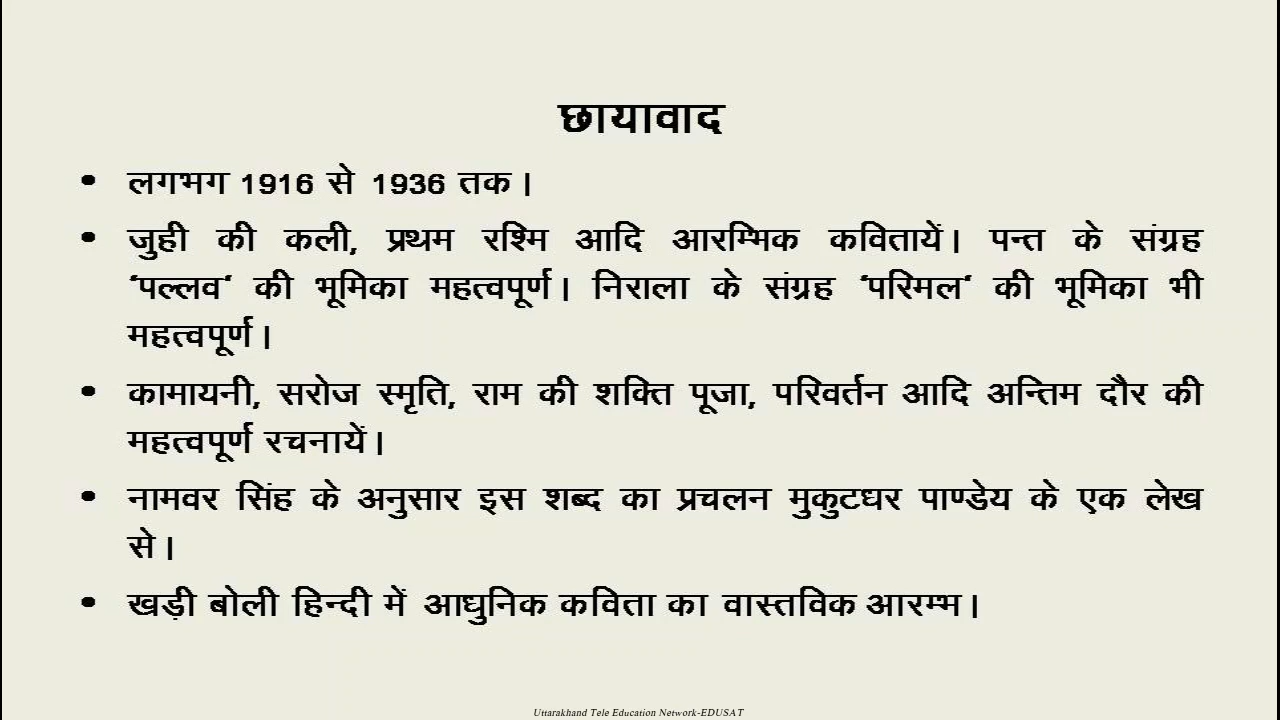 छायावाद
• लगभग 1916 से 1936 तक।
• जुही की कली, प्रथम रश्मि आदि आरम्भिक कवितायें। पन्त के संग्रह
‘पल्लव‘ की भूमिका महत्वपूर्ण। निराला के संग्रह ‘परिमल‘ की भूमिका भी
महत्वपूर्ण।
• कामायनी, सरोज स्मृति, राम की शक्ति पूजा, परिवर्तन आदि अन्तिम दौर की
महत्वपूर्ण रचनायें।
• नामवर सिंह के अनुसार इस शब्द का प्रचलन मुकुटधर पाण्डेय के एक लेख
से।
• खड़ी बोली हिन्दी में आधुनिक कविता का वास्तविक आरम्भ।
Uttarakhand Tele Education Network-EDUSAT